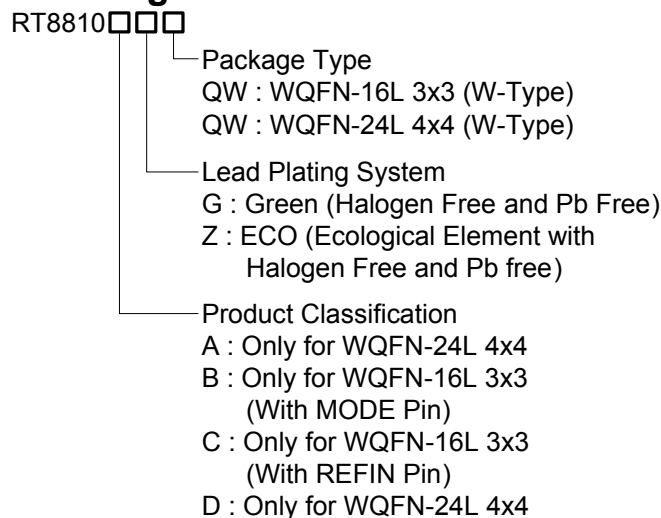 RT8810□□□
Package Type
QW : WQFN-16L 3x3 (W-Type)
QW : WQFN-24L 4x4 (W-Type)
Lead Plating System
G : Green (Halogen Free and Pb Free)
Z : ECO (Ecological Element with
Halogen Free and Pb free)
Product Classification
A : Only for WQFN-24L 4x4
B : Only for WQFN-16L 3x3
(With MODE Pin)
C : Only for WQFN-16L 3x3
(With REFIN Pin)
D : Only for WQFN-24L 4x4